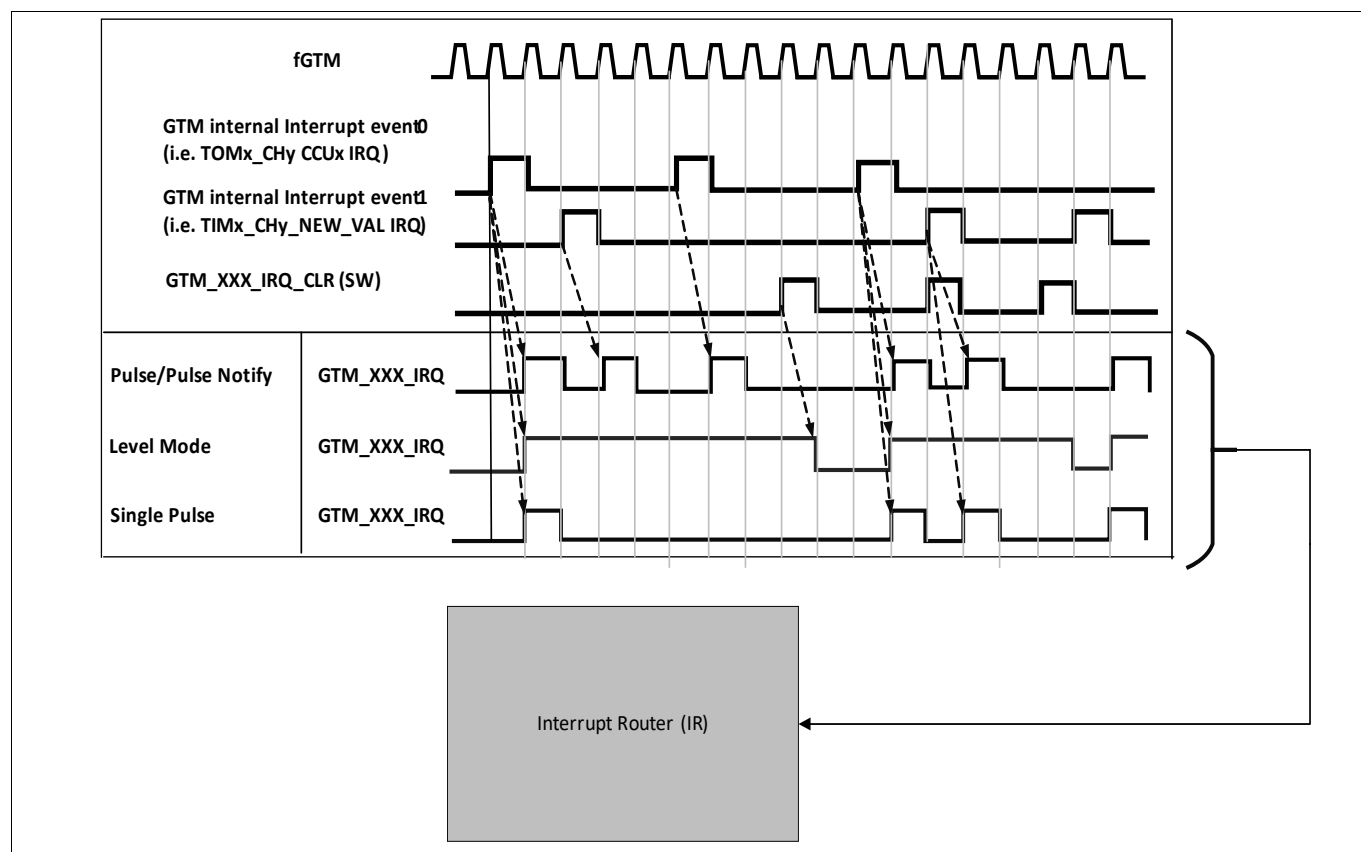 fGTM
GTM internal Interrupt event0
(i.e. TOMx_CHy CCUx IRQ)
GTM internal Interrupt event1
(i.e. TIMx_CHy_NEW_VAL IRQ)
GTM_XXX_IRQ_CLR (SW)
Pulse/Pulse Notify GTM_XXX_IRQ
Level Mode GTM_XXX_IRQ
Single Pulse GTM_XXX_IRQ
Interrupt Router (IR)